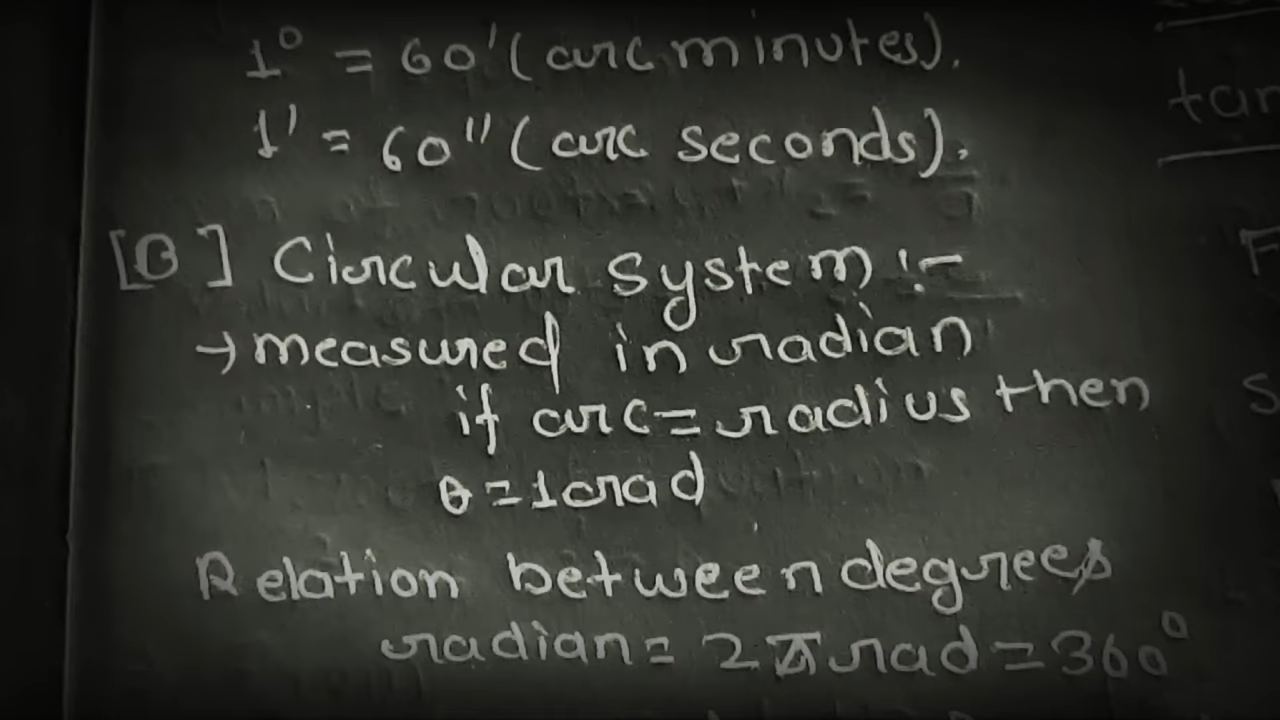 1° = 60'(arc minutes).
1' = 60"(arc seconds).
[B] Circular system :-
→ measured in radian
if arc = radius then
θ = 1 rad
Relation between degrees
radian = 2π rad = 360°
tan